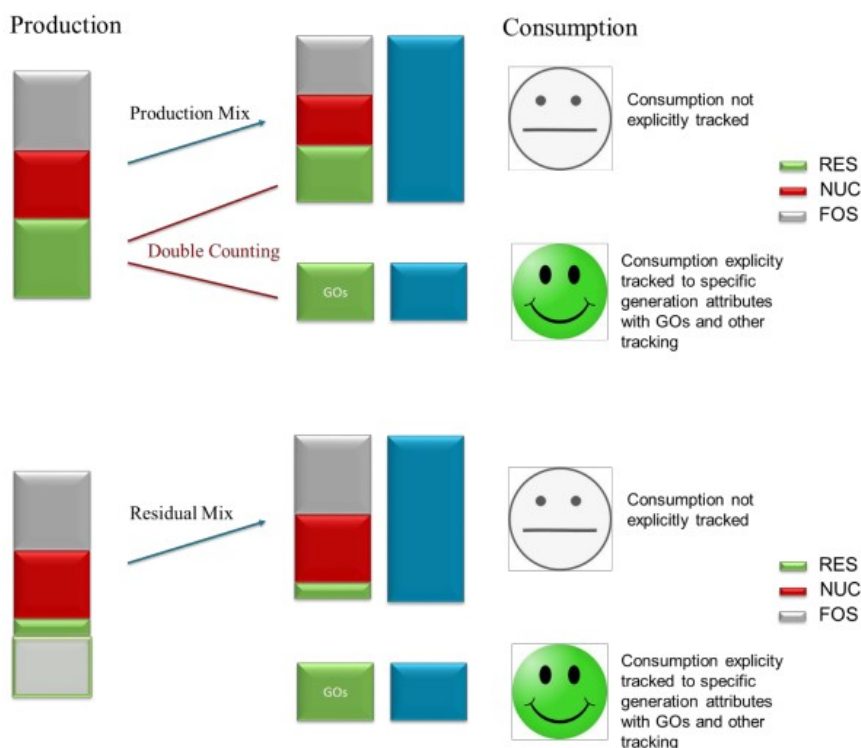 Production
Consumption
Production Mix
Consumption not
explicitly tracked
RES
NUC
FOS
Double Counting
GOs
Consumption explicity
tracked to specific
generation attributes
with GOs and other
tracking
Residual Mix
Consumption not
explicitly tracked
RES
NUC
FOS
GOs
Consumption explicity
tracked to specific
generation attributes
with GOs and other
tracking